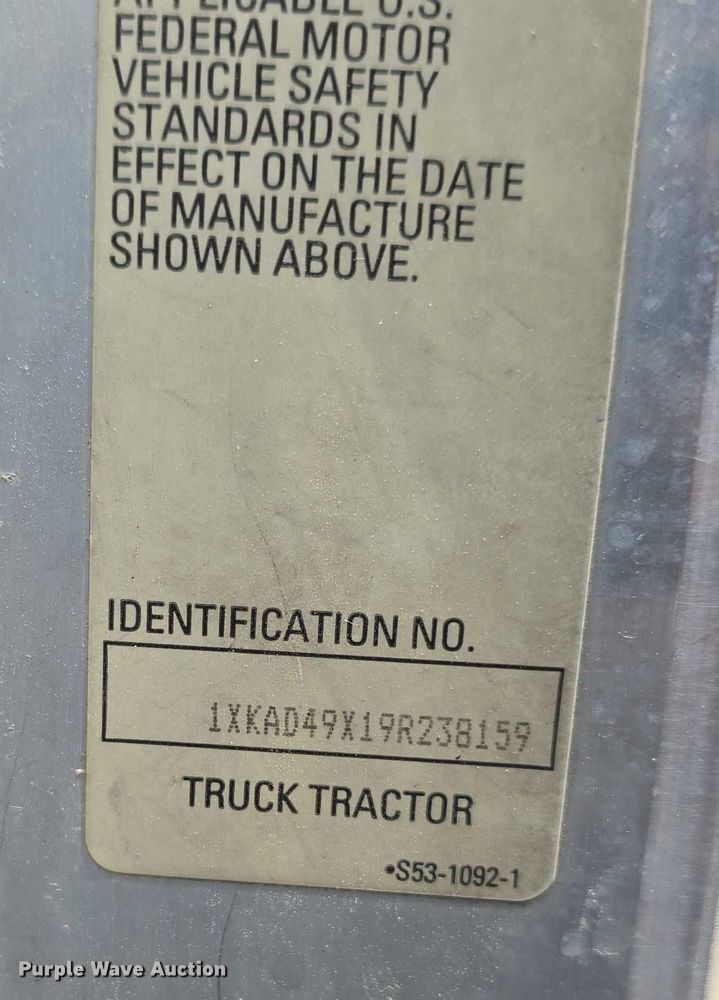 APPLICABLE U.S.
FEDERAL MOTOR
VEHICLE SAFETY
STANDARDS IN
EFFECT ON THE DATE
OF MANUFACTURE
SHOWN ABOVE.
IDENTIFICATION NO.
1XKAD49X19R238159
TRUCK TRACTOR
•S53-1092-1
Purple Wave Auction